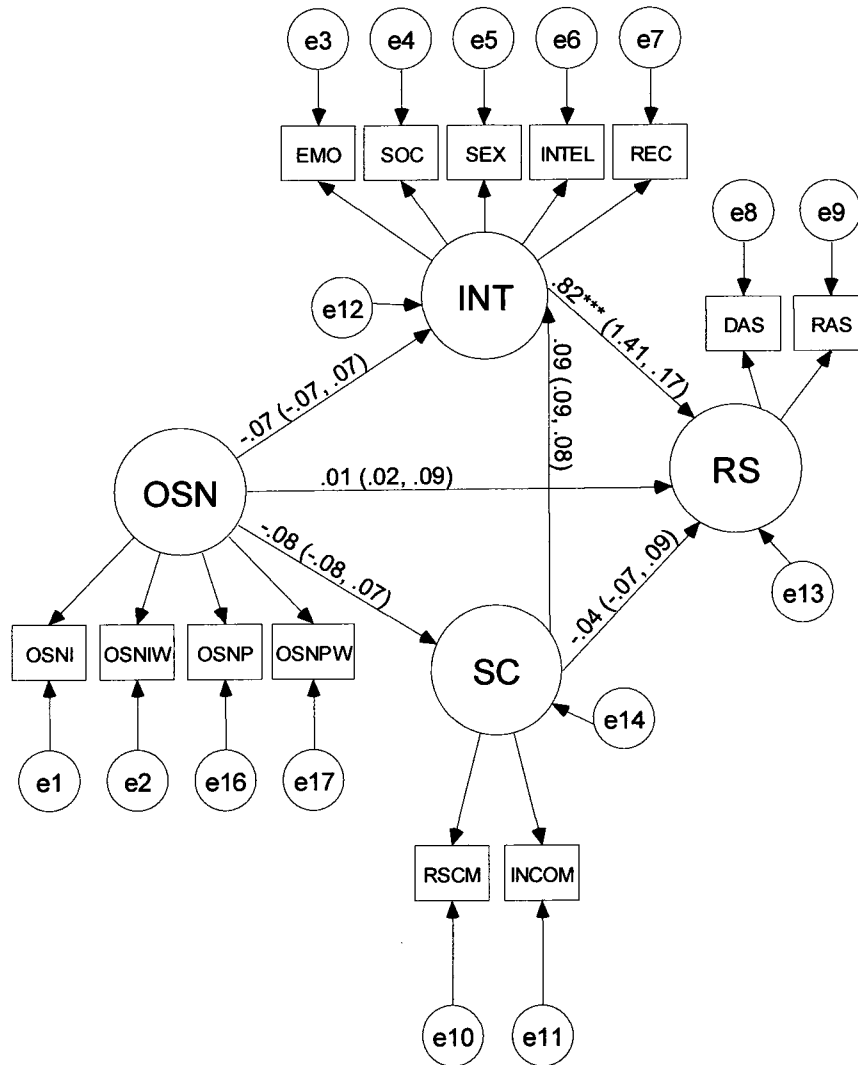 e3 e4 e5 e6 e7
EMO SOC SEX INTEL REC
e8 e9
INT
e12
DAS RAS
.82*** (1.41, .17)
.09 (.09, .08)
-.07 (-.07, .07)
RS
OSN
.01 (.02, .09)
-.08 (-.08, .07)
-.04 (-.07, .09)
e13
OSNI OSNIW OSNP OSNPW
SC
e14
e1 e2 e16 e17
RSCM INCOM
e10 e11